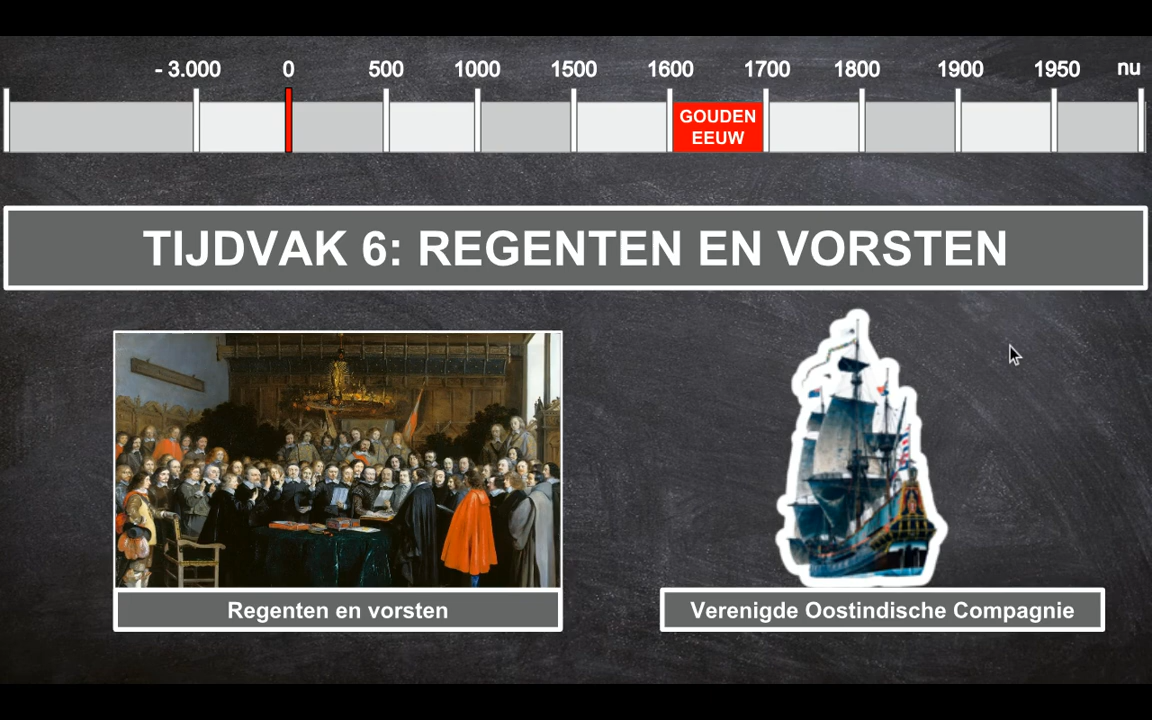 - 3.000 0 500 1000 1500 1600 1700 1800 1900 1950 nu
GOUDEN
EEUW
TIJDVAK 6: REGENTEN EN VORSTEN
Regenten en vorsten
Verenigde Oostindische Compagnie